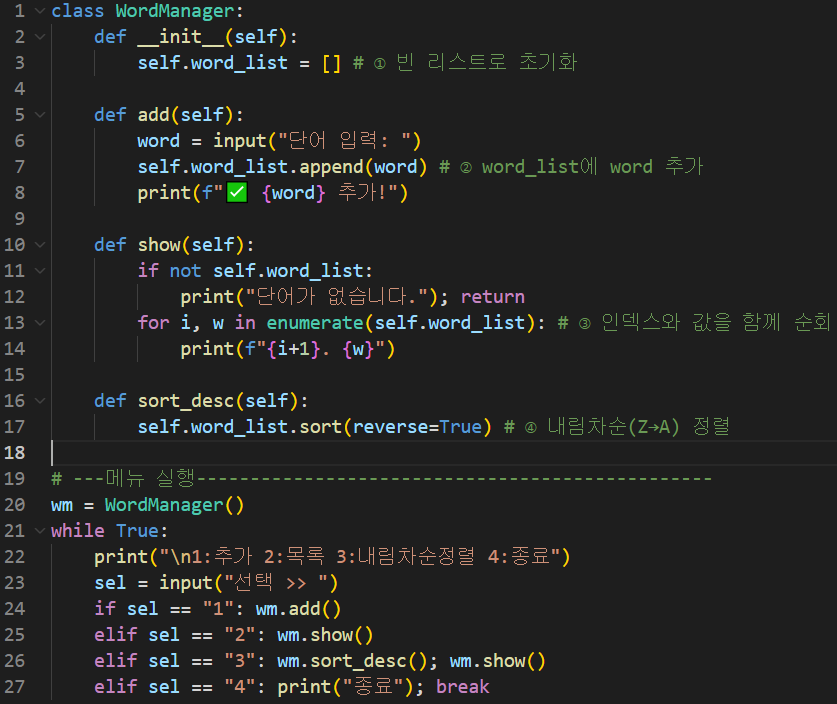 1 class WordManager:
2     def __init__(self):
3         self.word_list = [] # ① 빈 리스트로 초기화
4
5     def add(self):
6         word = input("단어 입력: ")
7         self.word_list.append(word) # ② word_list에 word 추가
8         print(f"✅ {word} 추가!")
9
10     def show(self):
11         if not self.word_list:
12             print("단어가 없습니다."); return
13         for i, w in enumerate(self.word_list): # ③ 인덱스와 값을 함께 순회
14             print(f"{i+1}. {w}")
15
16     def sort_desc(self):
17         self.word_list.sort(reverse=True) # ④ 내림차순(Z→A) 정렬
18
19 # ---메뉴 실행-----------------------------------------------
20 wm = WordManager()
21 while True:
22     print("\n1:추가 2:목록 3:내림차순정렬 4:종료")
23     sel = input("선택 >> ")
24     if sel == "1": wm.add()
25     elif sel == "2": wm.show()
26     elif sel == "3": wm.sort_desc(); wm.show()
27     elif sel == "4": print("종료"); break